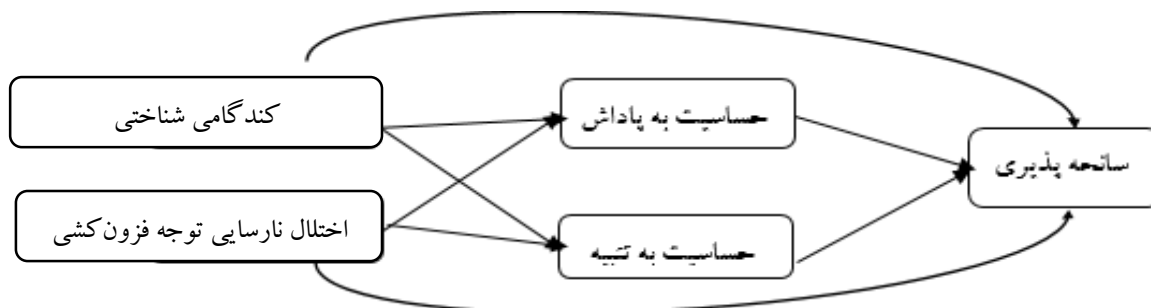 کندگامی شناختی
حساسیت به پاداش
سانحه پذیری
اختلال نارسایی توجه فزون‌کشی
حساسیت به تنبیه